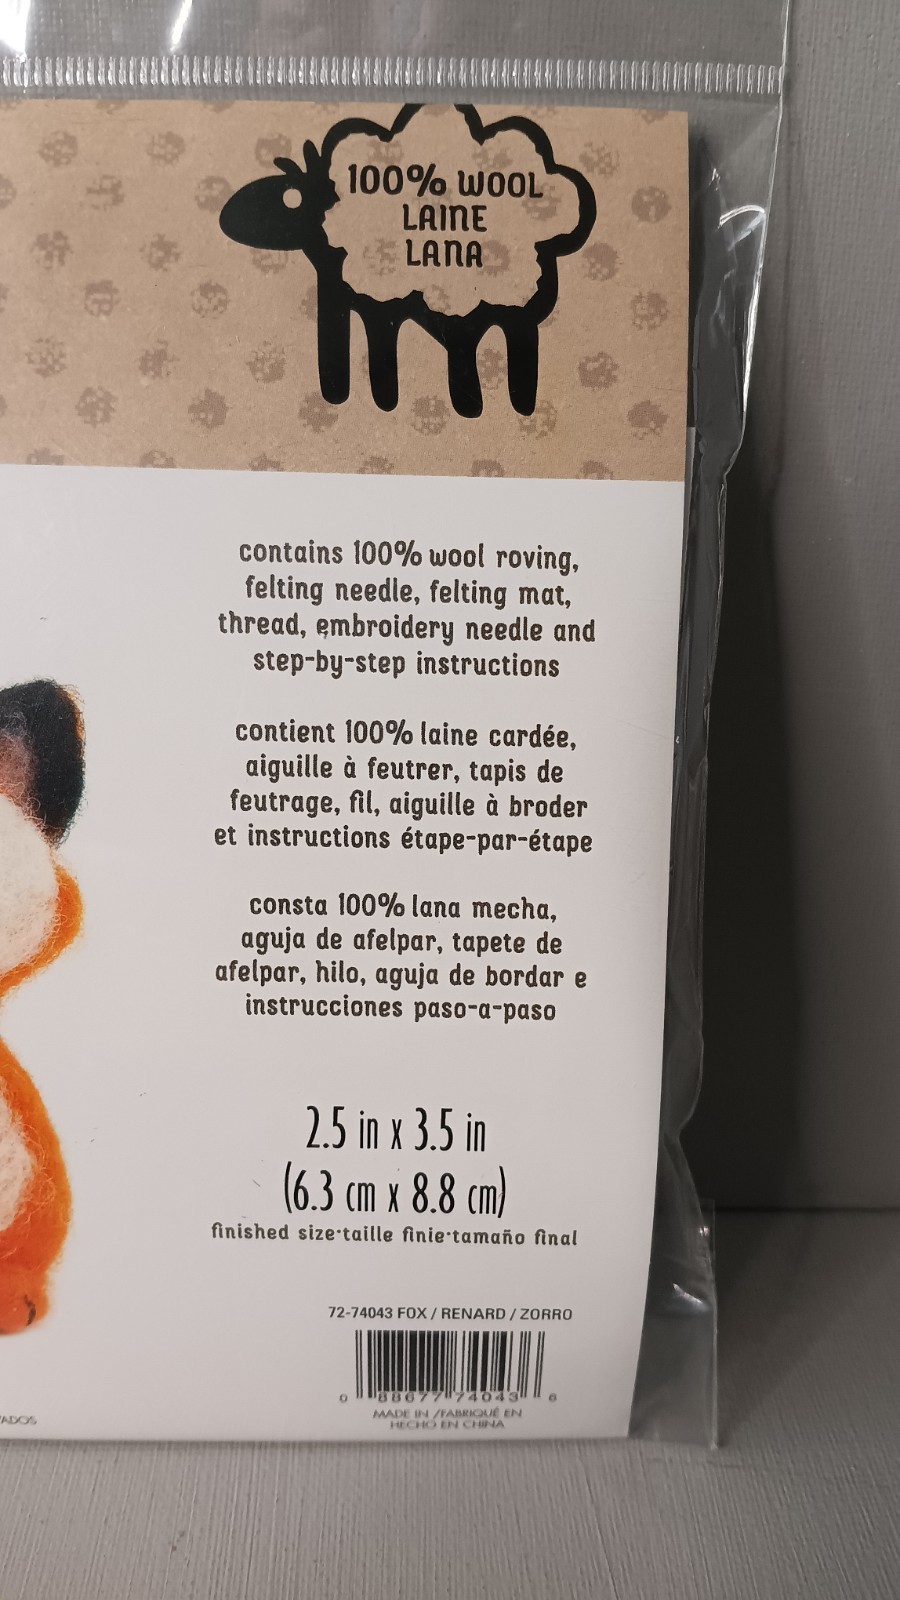 100% WOOL
LAINE
LANA
contains 100% wool roving,
felting needle, felting mat,
thread, embroidery needle and
step-by-step instructions
contient 100% laine cardée,
aiguille à feutrer, tapis de
feutrage, fil, aiguille à broder
et instructions étape-par-étape
consta 100% lana mecha,
aguja de afelpar, tapete de
afelpar, hilo, aguja de bordar e
instrucciones paso-a-paso
2.5 in x 3.5 in
(6.3 cm x 8.8 cm)
finished size·taille finie·tamaño final
72-74043 FOX / RENARD / ZORRO
0 88677 74043 6
MADE IN /FABRIQUÉ EN
HECHO EN CHINA